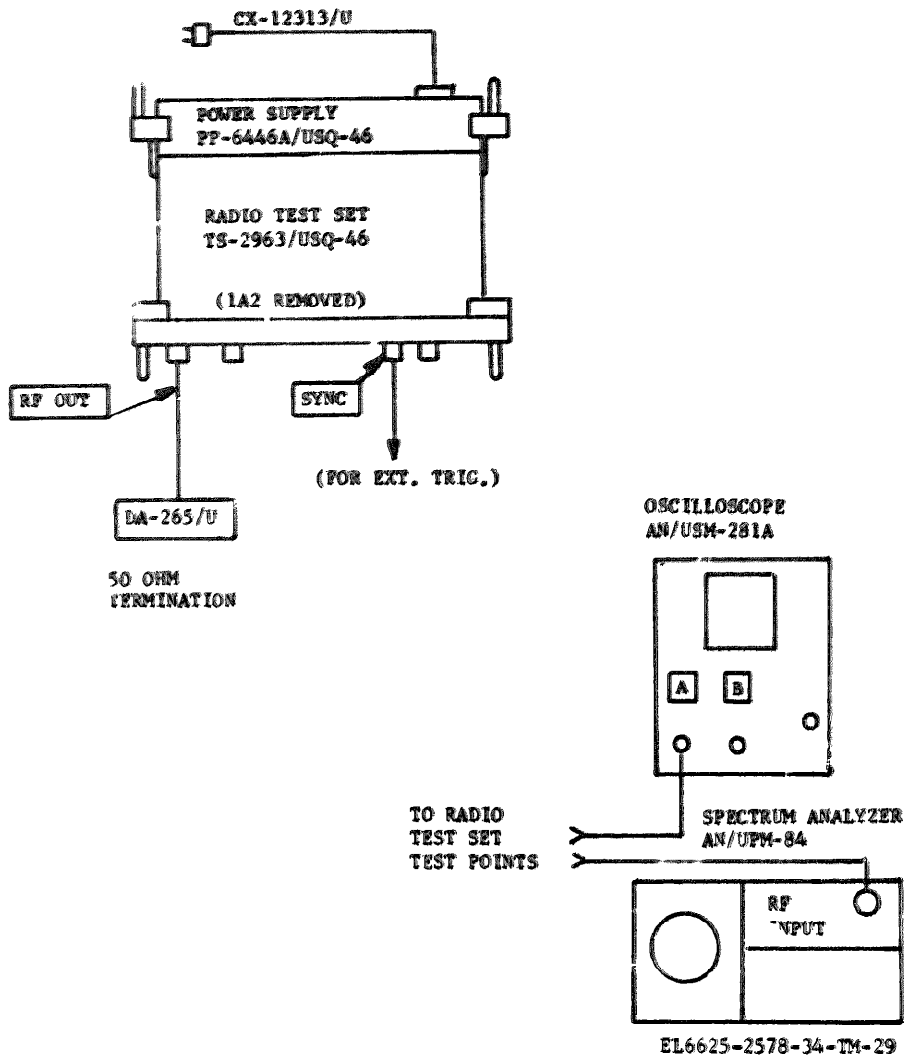 CX-12313/U
POWER SUPPLY
PP-6446A/USQ-46
RADIO TEST SET
TS-2963/USQ-46
(1A2 REMOVED)
RF OUT
SYNC
(FOR EXT. TRIG.)
DA-265/U
50 OHM
TERMINATION
OSCILLOSCOPE
AN/USM-281A
A B
TO RADIO
TEST SET
TEST POINTS
SPECTRUM ANALYZER
AN/UPM-84
RF
INPUT
EL6625-2578-34-TM-29